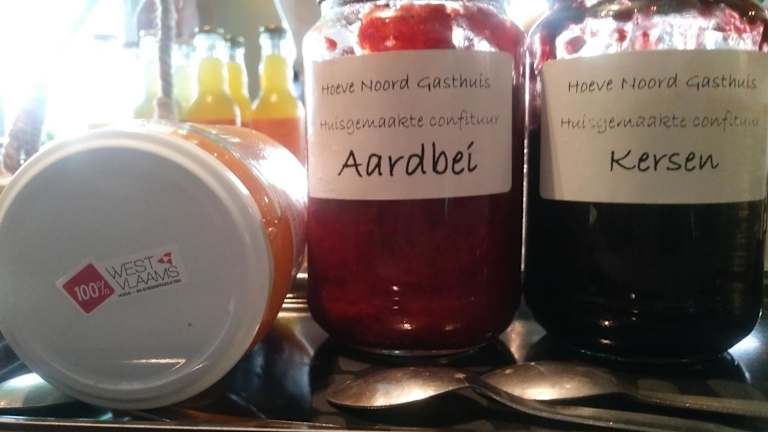 Hoeve Noord Gasthuis
Huisgemaakte confituur
Aardbei
Hoeve Noord Gasthuis
Huisgemaakte confituur
Kersen
100%
WEST
VLAAMS